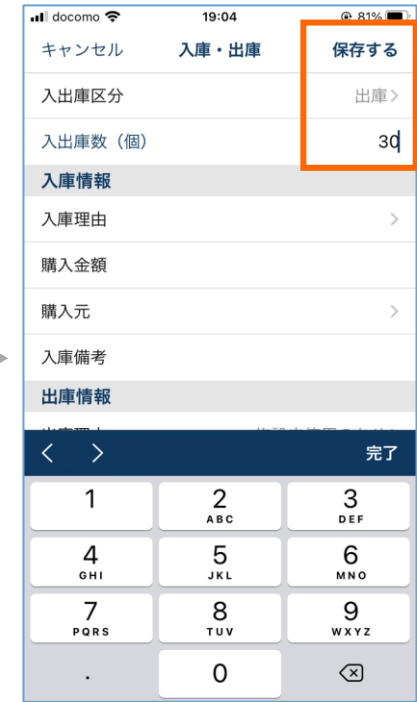 docomo 19:04 81%
キャンセル 入庫・出庫 保存する
入出庫区分 出庫
入出庫数（個） 30
入庫情報
入庫理由
購入金額
購入元
入庫備考
出庫情報
完了
1 2 3
ABC DEF
4 5 6
GHI JKL MNO
7 8 9
PQRS TUV WXYZ
. 0